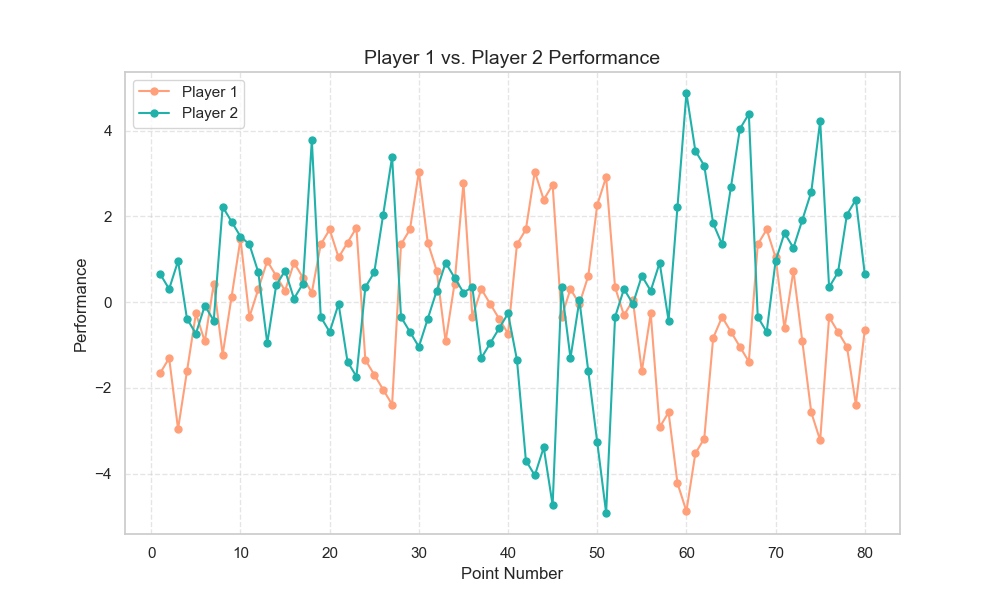 Player 1 vs. Player 2 Performance
Player 1
Player 2
Performance
4
2
0
−2
−4
0 10 20 30 40 50 60 70 80
Point Number